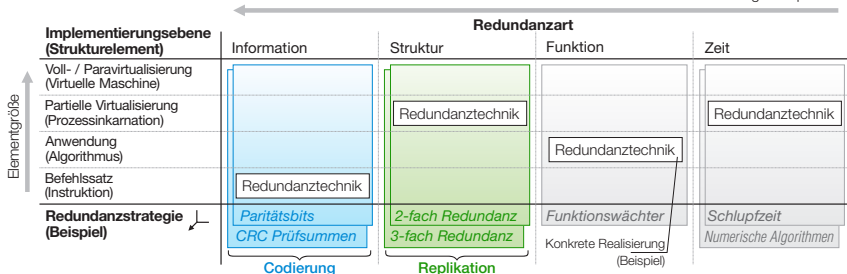 Redundanzart
Implementierungsebene
(Strukturelement)
Information
Struktur
Funktion
Zeit
Elementgröße
Voll- / Paravirtualisierung
(Virtuelle Maschine)
Partielle Virtualisierung
(Prozessinkarnation)
Redundanztechnik
Redundanztechnik
Anwendung
(Algorithmus)
Redundanztechnik
Befehlssatz
(Instruktion)
Redundanztechnik
Redundanzstrategie
(Beispiel)
Paritätsbits
2-fach Redundanz
Funktionswächter
Schlupfzeit
CRC Prüfsummen
3-fach Redundanz
Konkrete Realisierung
(Beispiel)
Numerische Algorithmen
Codierung
Replikation